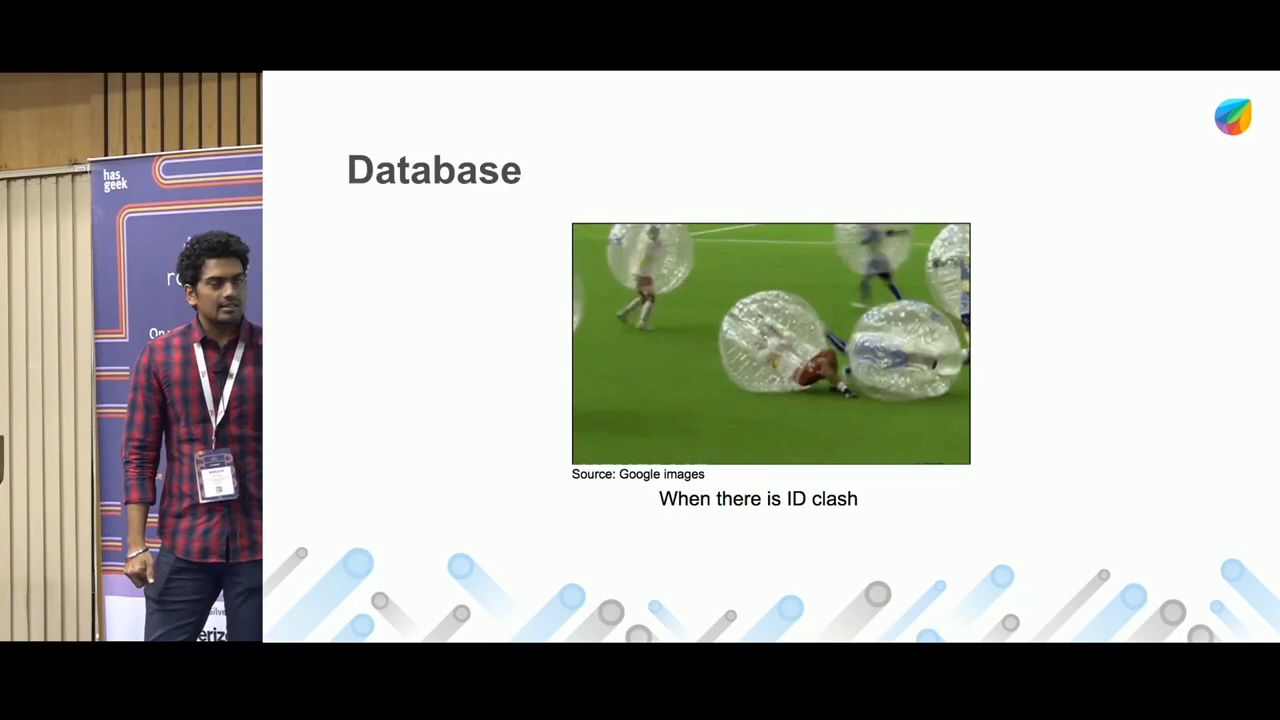 has
geek
Database
Source: Google images
When there is ID clash